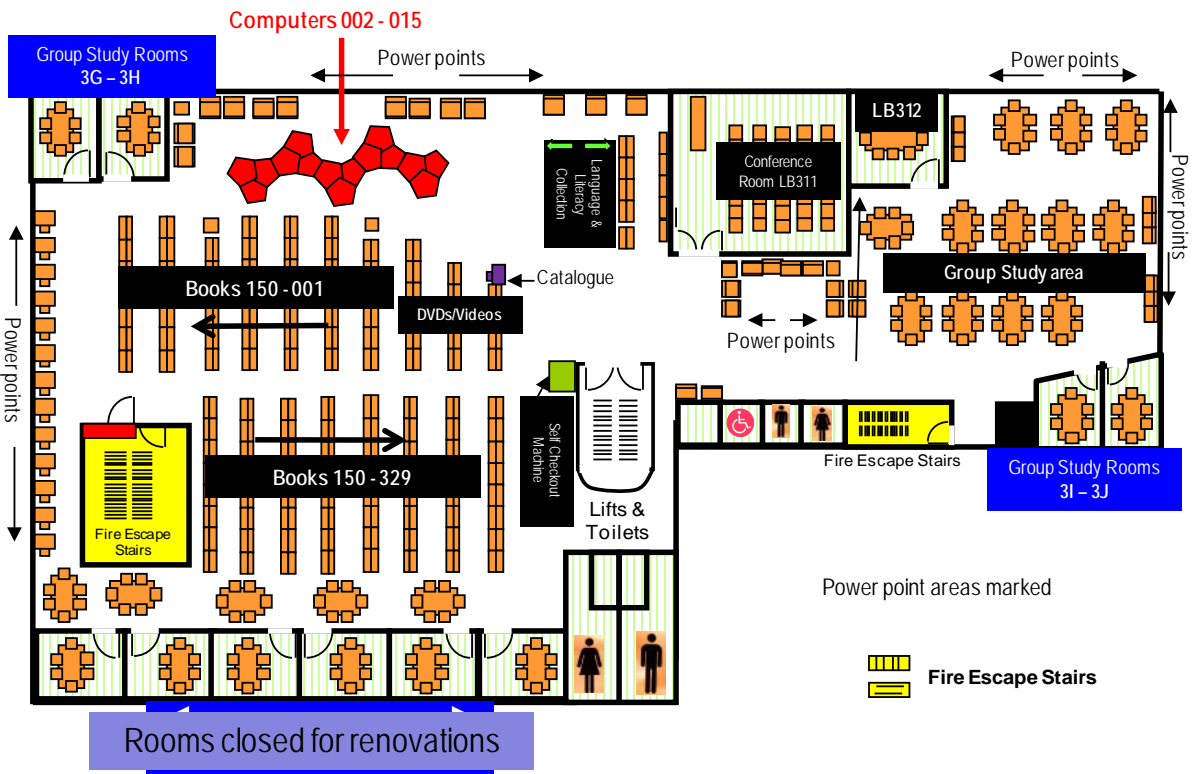 Computers 002 - 015
Group Study Rooms
3G – 3H
Power points
Power points
LB312
Language &
Literacy
Collection
Conference
Room LB311
Power points
Catalogue
Books 150 - 001
DVDs/Videos
Group Study area
Power points
Power points
Self Checkout
Machine
Books 150 - 329
Fire Escape Stairs
Group Study Rooms
3I – 3J
Lifts &
Toilets
Fire Escape
Stairs
Power point areas marked
Fire Escape Stairs
Rooms closed for renovations